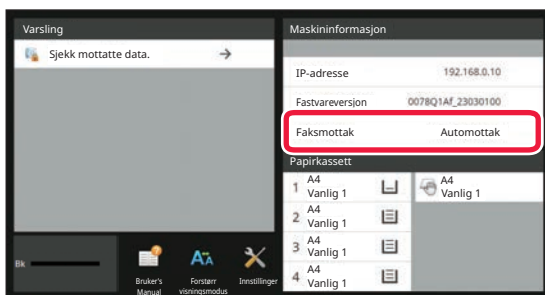 Varsling
Sjekk mottatte data.
Maskininformasjon
IP-adresse 192.168.0.10
Fastvareversjon 0078Q1Af_23030100
Faksmottak Automottak
Papirkassett
1 A4
Vanlig 1
A4
Vanlig 1
2 A4
Vanlig 1
3 A4
Vanlig 1
4 A4
Vanlig 1
Bk
Bruker's
Manual
Forstørr
visningsmodus
Innstillinger